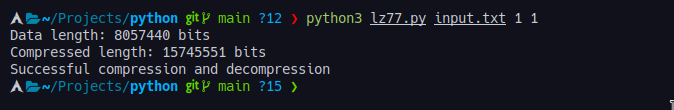 ~/Projects/python git main ?12 ❯ python3 lz77.py input.txt 1 1
Data length: 8057440 bits
Compressed length: 15745551 bits
Successful compression and decompression
~/Projects/python git main ?15 ❯